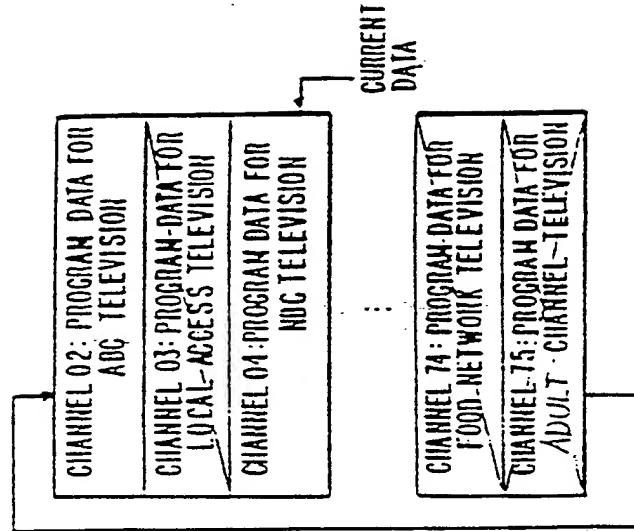 CHANNEL 02: PROGRAM DATA FOR
ABC TELEVISION
CHANNEL 03: PROGRAM-DATA FOR
LOCAL-ACCESS TELEVISION
CHANNEL 04: PROGRAM DATA FOR
NBC TELEVISION
CURRENT
DATA
...
CHANNEL 74: PROGRAM-DATA FOR
FOOD-NETWORK TELEVISION
CHANNEL-75: PROGRAM DATA FOR
ADULT-CHANNEL-TELEVISION